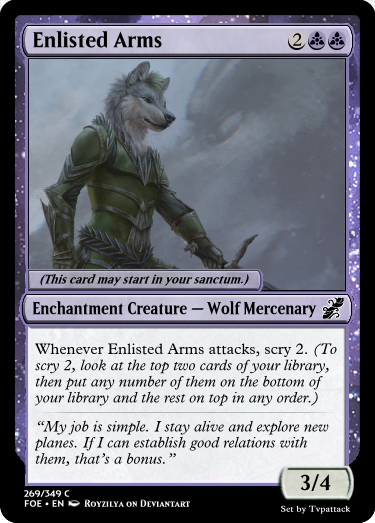 Enlisted Arms 2
(This card may start in your sanctum.)
Enchantment Creature — Wolf Mercenary
Whenever Enlisted Arms attacks, scry 2. (To
scry 2, look at the top two cards of your library,
then put any number of them on the bottom of
your library and the rest on top in any order.)
“My job is simple. I stay alive and explore new
planes. If I can establish good relations with
them, that’s a bonus.”
3/4
269/349 C
FOE • EN Royzilya on Deviantart
Set by Tvpattack